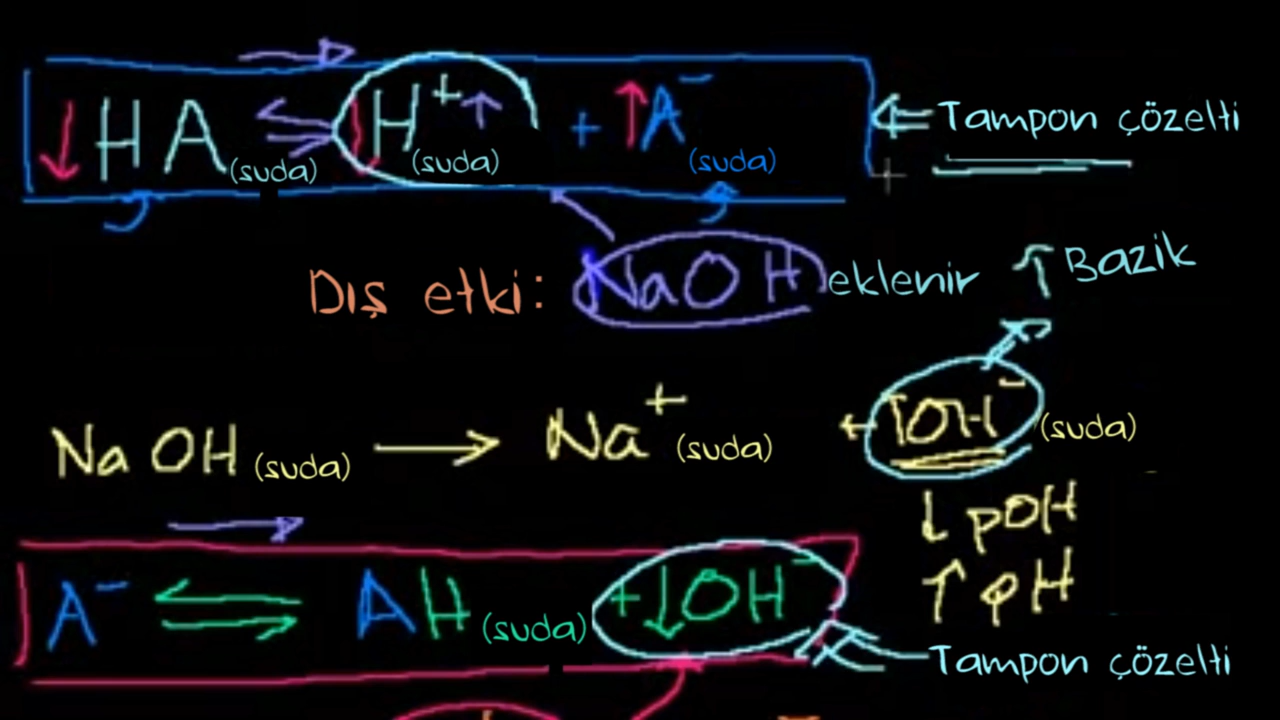 ↓HA(suda) ⇌ ↓H⁺↑(suda) + ↑A⁻(suda) ⇐ Tampon çözelti
Dış etki: NaOH eklenir ↑ Bazik
NaOH(suda) → Na⁺(suda) + ↑OH⁻(suda)
↓ pOH
↑ pH
A⁻ ⇌ AH(suda) + ↓OH⁻
Tampon çözelti